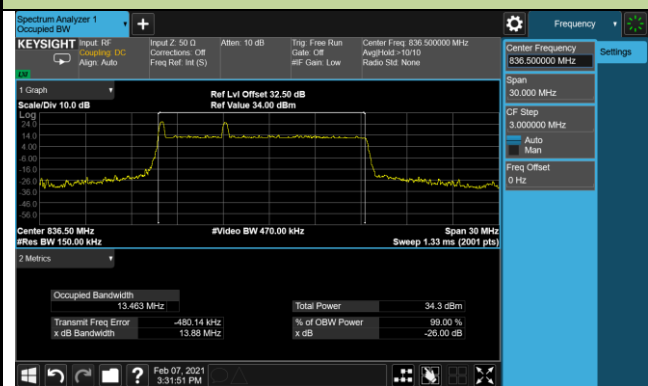 Spectrum Analyzer 1
Occupied BW
Frequency
KEYSIGHT
Input: RF
Coupling: DC
Align: Auto
Input Z: 50 Ω
Corrections: Off
Freq Ref: Int (S)
Atten: 10 dB
Trig: Free Run
Gate: Off
#IF Gain: Low
Center Freq: 836.500000 MHz
Avg|Hold:>10/10
Radio Std: None
Center Frequency
836.500000 MHz
Settings
Span
30.000 MHz
CF Step
3.000000 MHz
Auto
Man
Freq Offset
0 Hz
1 Graph
Scale/Div 10.0 dB
Ref Lvl Offset 32.50 dB
Ref Value 34.00 dBm
Log
24.0
14.0
4.00
-6.00
-16.0
-26.0
-36.0
-46.0
-56.0
Center 836.50 MHz
#Video BW 470.00 kHz
Span 30 MHz
#Res BW 150.00 kHz
Sweep 1.33 ms (2001 pts)
2 Metrics
Occupied Bandwidth
13.463 MHz
Total Power 34.3 dBm
Transmit Freq Error -480.14 kHz
% of OBW Power 99.00 %
x dB Bandwidth 13.88 MHz
x dB -26.00 dB
?
Feb 07, 2021
3:31:51 PM